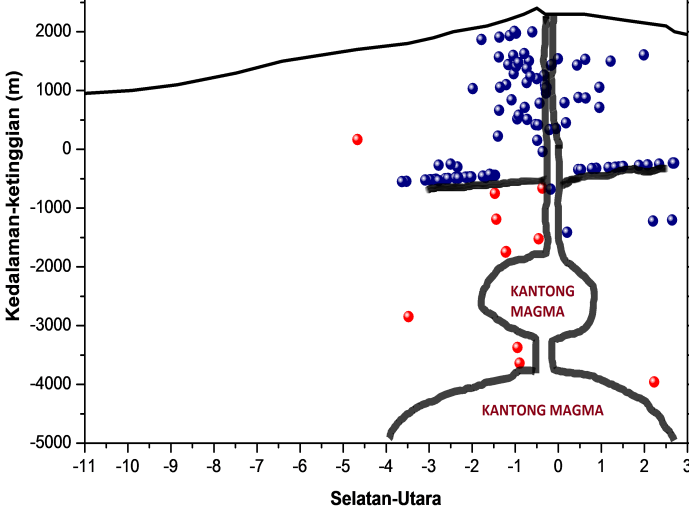 Kedalaman-ketinggian (m)
2000
1000
0
-1000
-2000
-3000
-4000
-5000
KANTONG
MAGMA
KANTONG MAGMA
-11 -10 -9 -8 -7 -6 -5 -4 -3 -2 -1 0 1 2 3
Selatan-Utara